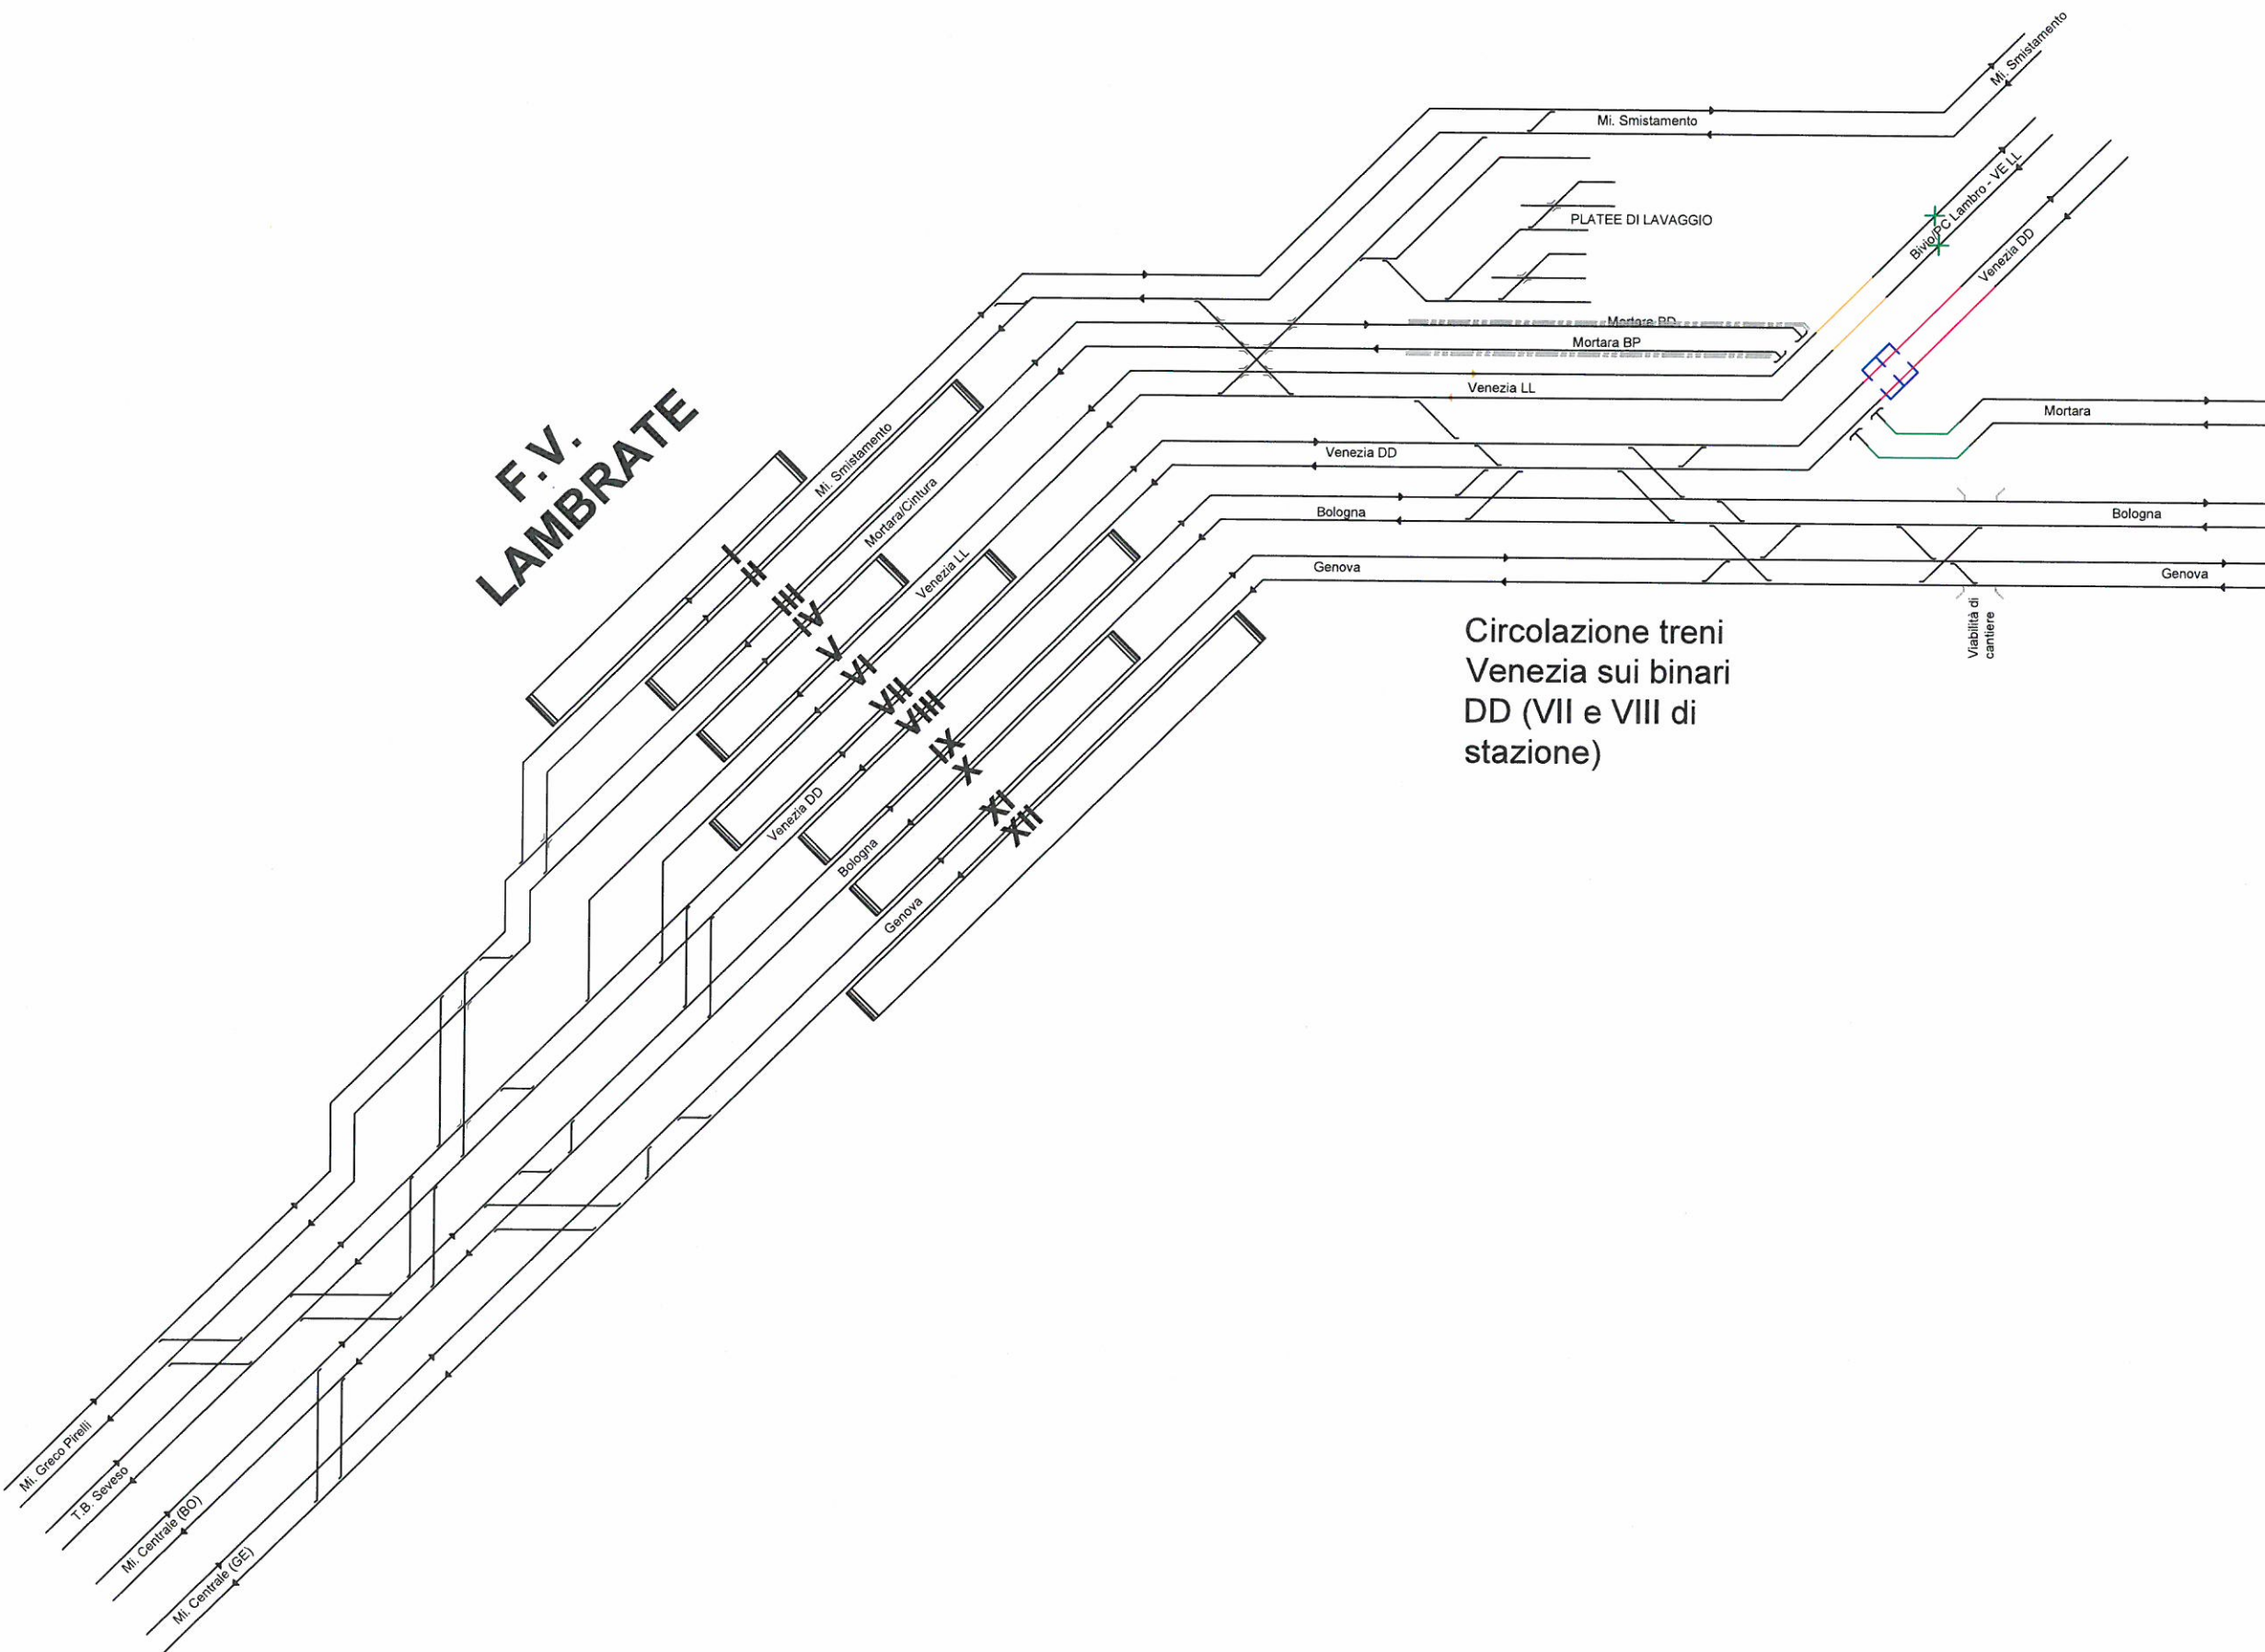 Mi. Smistamento
Mi. Smistamento
PLATEE DI LAVAGGIO
Bivio/PC Lambro - VE LL
Venezia DD
Mortara BD
Mortara BP
Venezia LL
Mortara
Venezia DD
Bologna
Bologna
Genova
Genova
Viabilità di
cantiere
F.V.
LAMBRATE
Mi. Smistamento
Mortara/Cintura
Venezia LL
I
II
III
IV
V
VI
VII
VIII
IX
X
XI
XII
Venezia DD
Bologna
Genova
Circolazione treni
Venezia sui binari
DD (VII e VIII di
stazione)
Mi. Greco Pirelli
T.B. Seveso
Mi. Centrale (BO)
Mi. Centrale (GE)